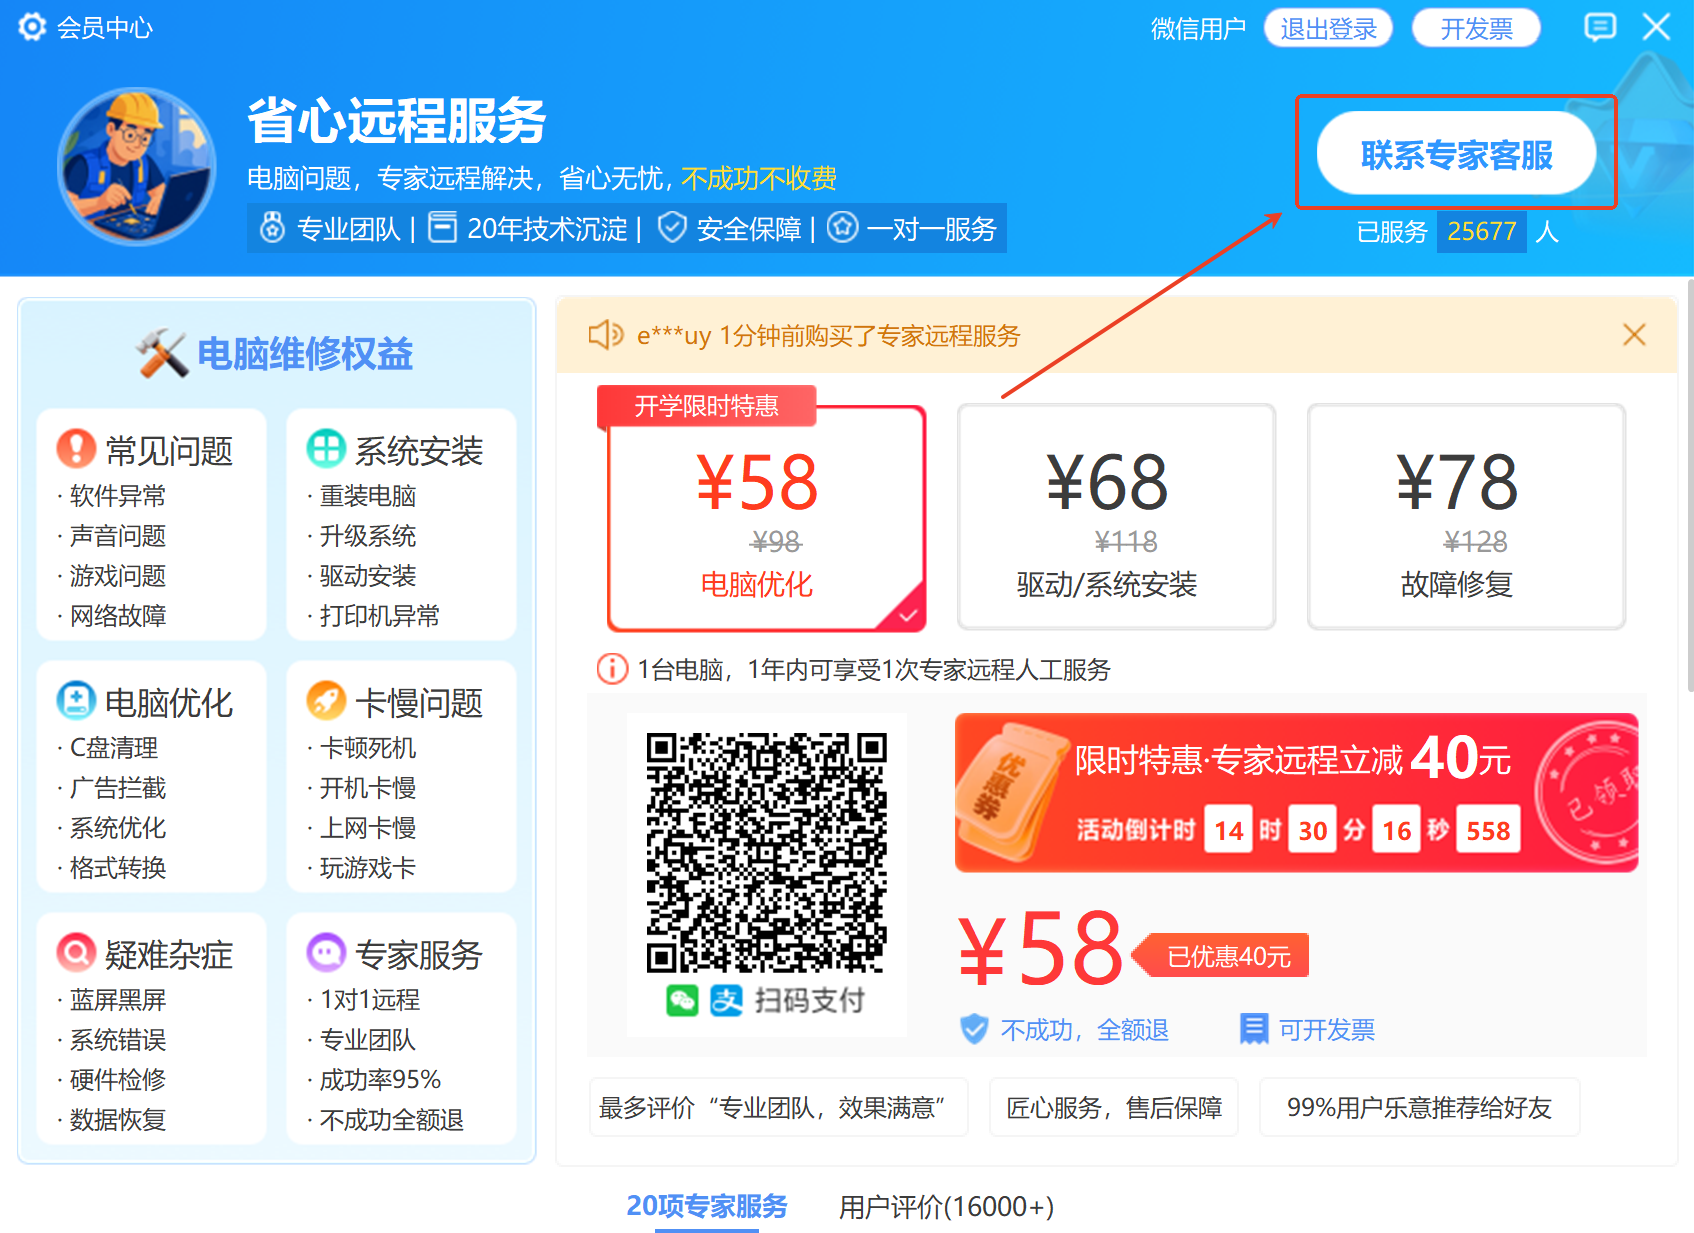 会员中心
微信用户
退出登录
开发票
省心远程服务
电脑问题，专家远程解决，省心无忧，不成功不收费
专业团队 | 20年技术沉淀 | 安全保障 | 一对一服务
联系专家客服
已服务 25677 人
电脑维修权益
常见问题
· 软件异常
· 声音问题
· 游戏问题
· 网络故障
系统安装
· 重装电脑
· 升级系统
· 驱动安装
· 打印机异常
电脑优化
· C盘清理
· 广告拦截
· 系统优化
· 格式转换
卡慢问题
· 卡顿死机
· 开机卡慢
· 上网卡慢
· 玩游戏卡
疑难杂症
· 蓝屏黑屏
· 系统错误
· 硬件检修
· 数据恢复
专家服务
· 1对1远程
· 专业团队
· 成功率95%
· 不成功全额退
e***uy 1分钟前购买了专家远程服务
开学限时特惠
¥58
¥98
电脑优化
¥68
¥118
驱动/系统安装
¥78
¥128
故障修复
1台电脑，1年内可享受1次专家远程人工服务
支 扫码支付
优惠券
限时特惠·专家远程立减40元
活动倒计时 14 时 30 分 16 秒 558
已领取
¥58
已优惠40元
不成功，全额退
可开发票
最多评价“专业团队，效果满意”
匠心服务，售后保障
99%用户乐意推荐给好友
20项专家服务
用户评价(16000+)